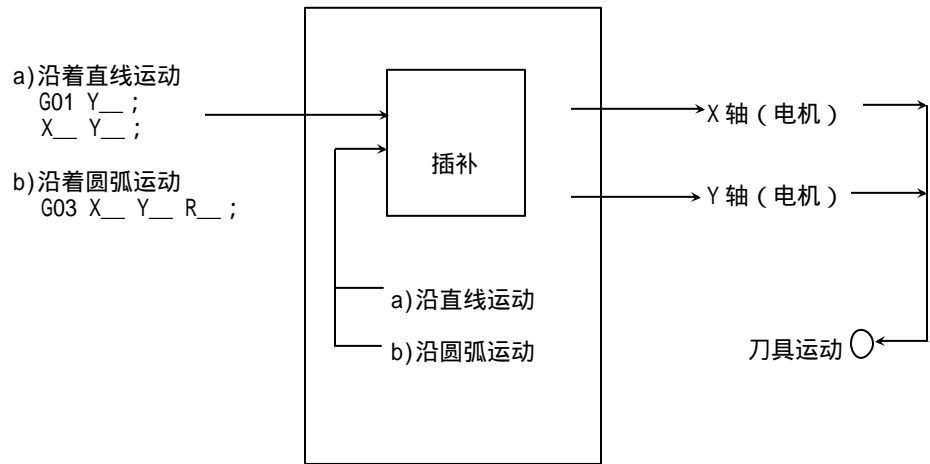 a)沿着直线运动
G01 Y__ ;
X__ Y__ ;
b)沿着圆弧运动
G03 X__ Y__ R__ ;
插补
a)沿直线运动
b)沿圆弧运动
X 轴（电机）
Y 轴（电机）
刀具运动